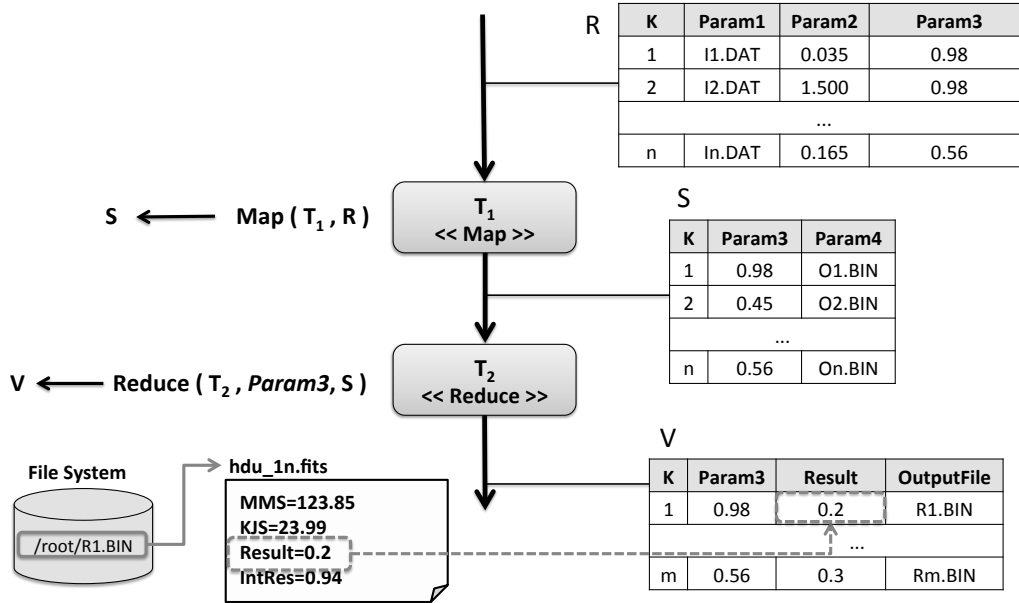 R
K Param1 Param2 Param3
1 I1.DAT 0.035 0.98
2 I2.DAT 1.500 0.98
...
n In.DAT 0.165 0.56
S ← Map ( T1 , R )
T1
<< Map >>
S
K Param3 Param4
1 0.98 O1.BIN
2 0.45 O2.BIN
...
n 0.56 On.BIN
V ← Reduce ( T2 , Param3, S )
T2
<< Reduce >>
V
K Param3 Result OutputFile
1 0.98 0.2 R1.BIN
...
m 0.56 0.3 Rm.BIN
File System
/root/R1.BIN
hdu_1n.fits
MMS=123.85
KJS=23.99
Result=0.2
IntRes=0.94